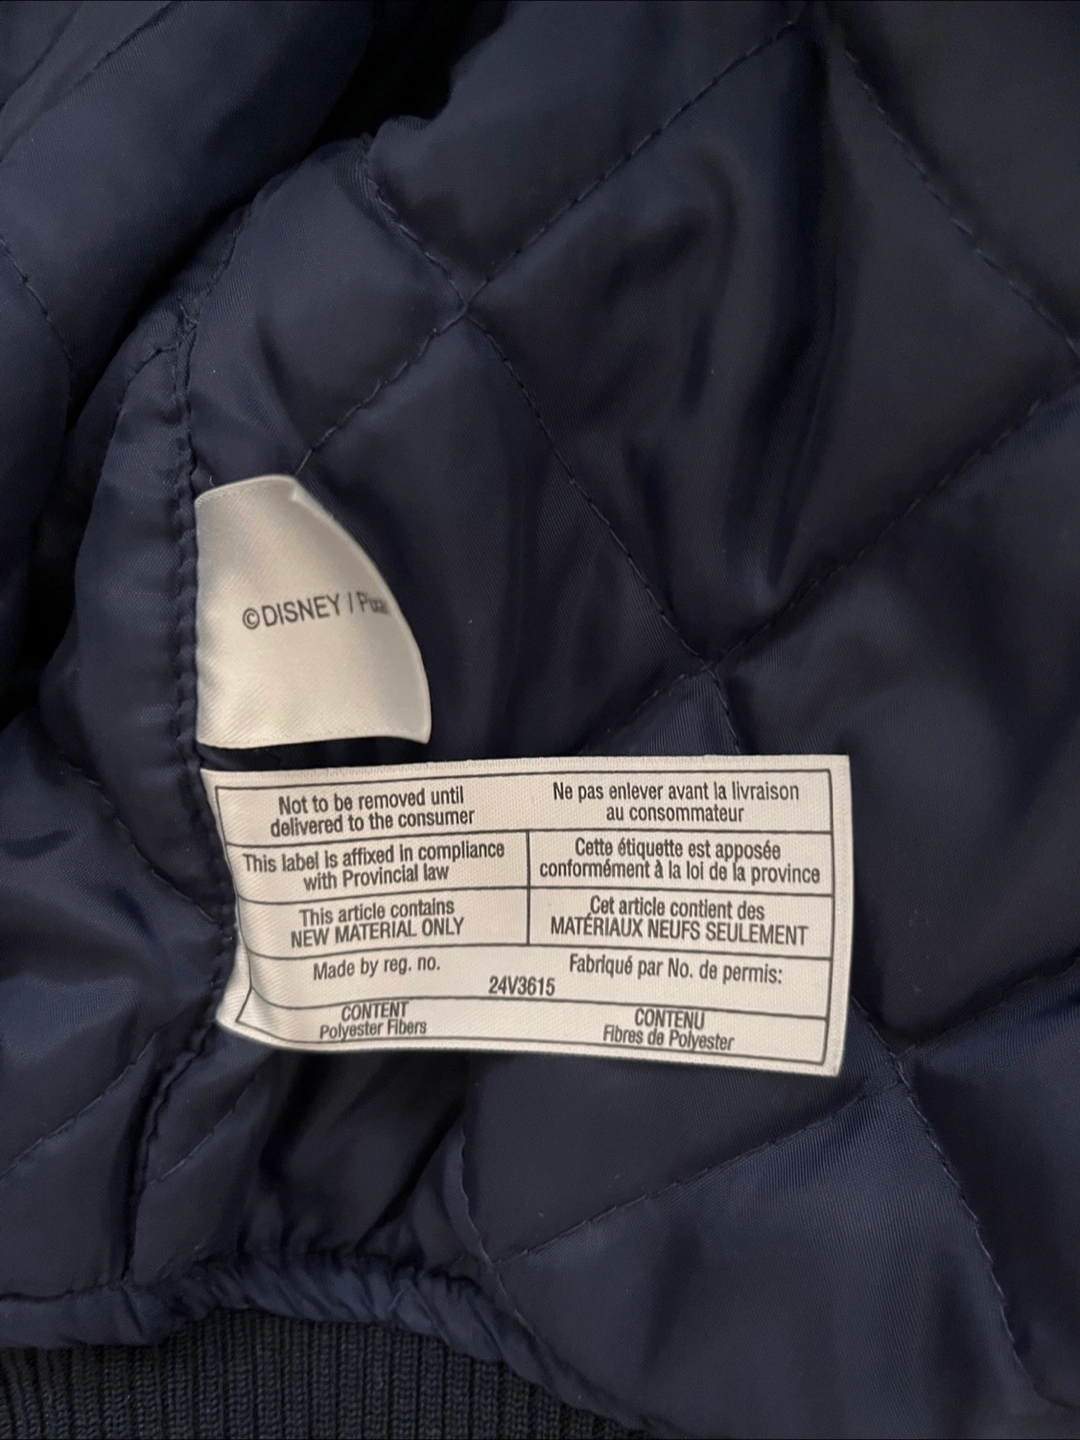 ©DISNEY / Pixar
Not to be removed until
delivered to the consumer
Ne pas enlever avant la livraison
au consommateur
This label is affixed in compliance
with Provincial law
Cette étiquette est apposée
conformément à la loi de la province
This article contains
NEW MATERIAL ONLY
Cet article contient des
MATÉRIAUX NEUFS SEULEMENT
Made by reg. no.
Fabriqué par No. de permis:
24V3615
CONTENT
Polyester Fibers
CONTENU
Fibres de Polyester